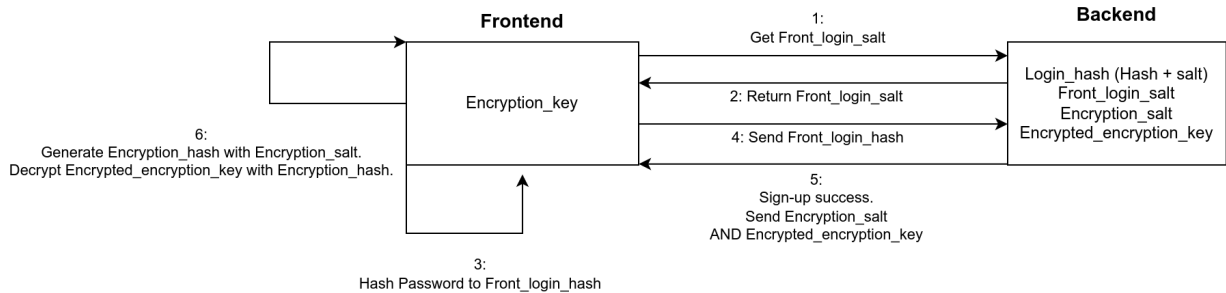 Frontend
Backend
1:
Get Front_login_salt
Encryption_key
Login_hash (Hash + salt)
Front_login_salt
Encryption_salt
Encrypted_encryption_key
2: Return Front_login_salt
4: Send Front_login_hash
6:
Generate Encryption_hash with Encryption_salt.
Decrypt Encrypted_encryption_key with Encryption_hash.
5:
Sign-up success.
Send Encryption_salt
AND Encrypted_encryption_key
3:
Hash Password to Front_login_hash